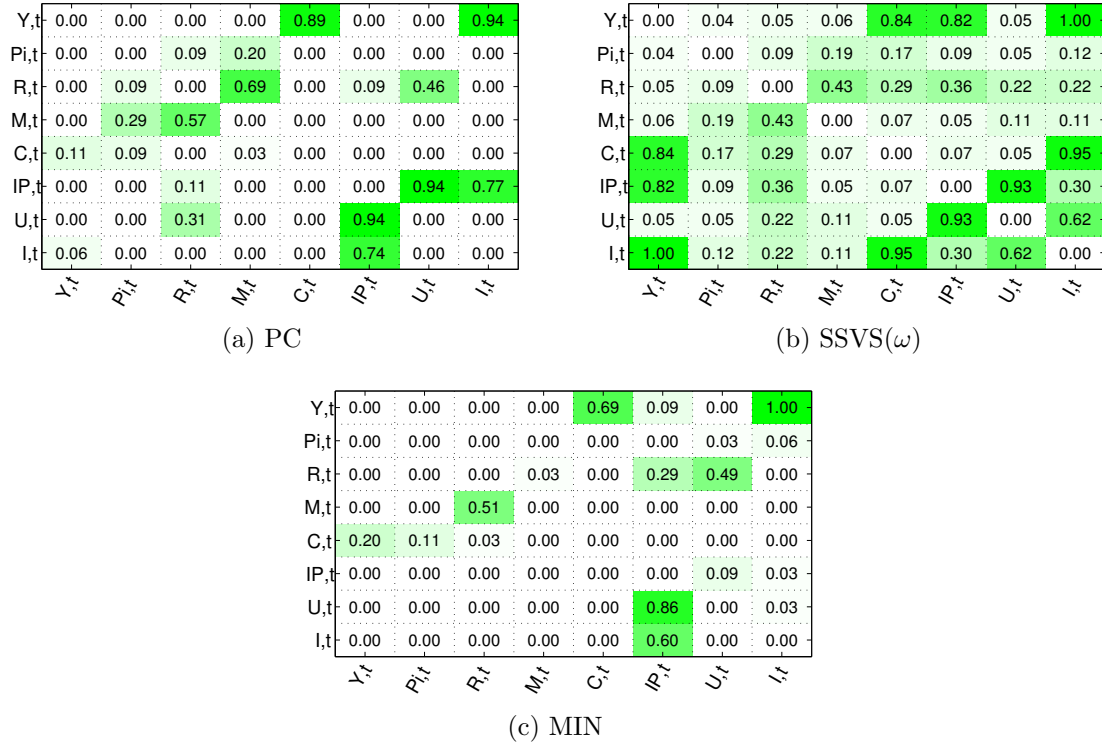 Y,t 0.00 0.00 0.00 0.00 0.89 0.00 0.00 0.94
Pi,t 0.00 0.00 0.09 0.20 0.00 0.00 0.00 0.00
R,t 0.00 0.09 0.00 0.69 0.00 0.09 0.46 0.00
M,t 0.00 0.29 0.57 0.00 0.00 0.00 0.00 0.00
C,t 0.11 0.09 0.00 0.03 0.00 0.00 0.00 0.00
IP,t 0.00 0.00 0.11 0.00 0.00 0.00 0.94 0.77
U,t 0.00 0.00 0.31 0.00 0.00 0.94 0.00 0.00
I,t 0.06 0.00 0.00 0.00 0.00 0.74 0.00 0.00
Y,t Pi,t R,t M,t C,t IP,t U,t I,t
(a) PC
Y,t 0.00 0.04 0.05 0.06 0.84 0.82 0.05 1.00
Pi,t 0.04 0.00 0.09 0.19 0.17 0.09 0.05 0.12
R,t 0.05 0.09 0.00 0.43 0.29 0.36 0.22 0.22
M,t 0.06 0.19 0.43 0.00 0.07 0.05 0.11 0.11
C,t 0.84 0.17 0.29 0.07 0.00 0.07 0.05 0.95
IP,t 0.82 0.09 0.36 0.05 0.07 0.00 0.93 0.30
U,t 0.05 0.05 0.22 0.11 0.05 0.93 0.00 0.62
I,t 1.00 0.12 0.22 0.11 0.95 0.30 0.62 0.00
Y,t Pi,t R,t M,t C,t IP,t U,t I,t
(b) SSVS(ω)
Y,t 0.00 0.00 0.00 0.00 0.69 0.09 0.00 1.00
Pi,t 0.00 0.00 0.00 0.00 0.00 0.00 0.03 0.06
R,t 0.00 0.00 0.00 0.03 0.00 0.29 0.49 0.00
M,t 0.00 0.00 0.51 0.00 0.00 0.00 0.00 0.00
C,t 0.20 0.11 0.03 0.00 0.00 0.00 0.00 0.00
IP,t 0.00 0.00 0.00 0.00 0.00 0.00 0.09 0.03
U,t 0.00 0.00 0.00 0.00 0.00 0.86 0.00 0.03
I,t 0.00 0.00 0.00 0.00 0.00 0.60 0.00 0.00
Y,t Pi,t R,t M,t C,t IP,t U,t I,t
(c) MIN